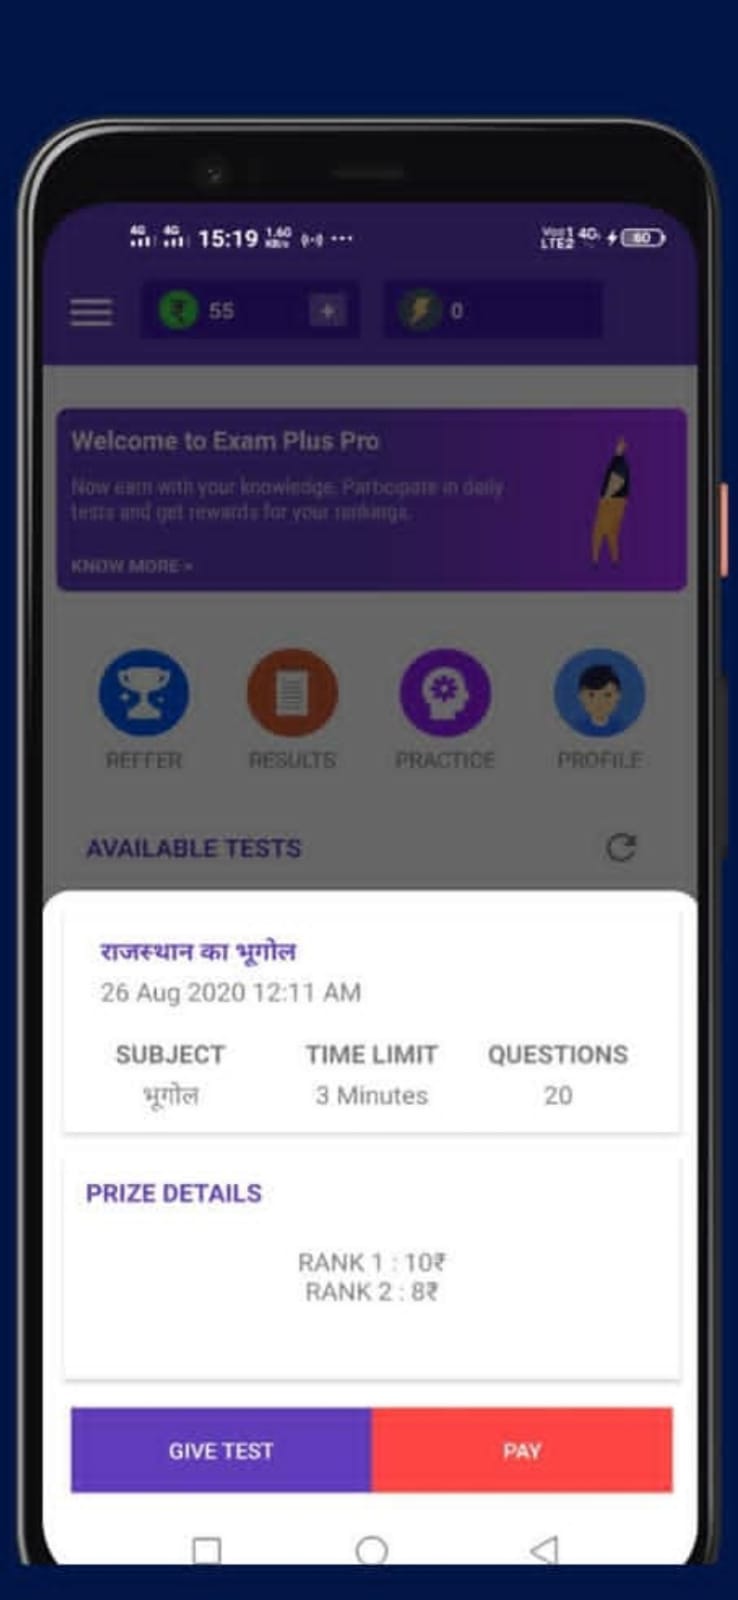 4G 4G 15:19 1.60 KB/s
4G 60
55
+
0
Welcome to Exam Plus Pro
Now earn with your knowledge. Participate in daily
tests and get rewards for your rankings.
KNOW MORE »
REFFER RESULTS PRACTICE PROFILE
AVAILABLE TESTS
राजस्थान का भूगोल
26 Aug 2020 12:11 AM
SUBJECT TIME LIMIT QUESTIONS
भूगोल 3 Minutes 20
PRIZE DETAILS
RANK 1 : 10₹
RANK 2 : 8₹
GIVE TEST PAY